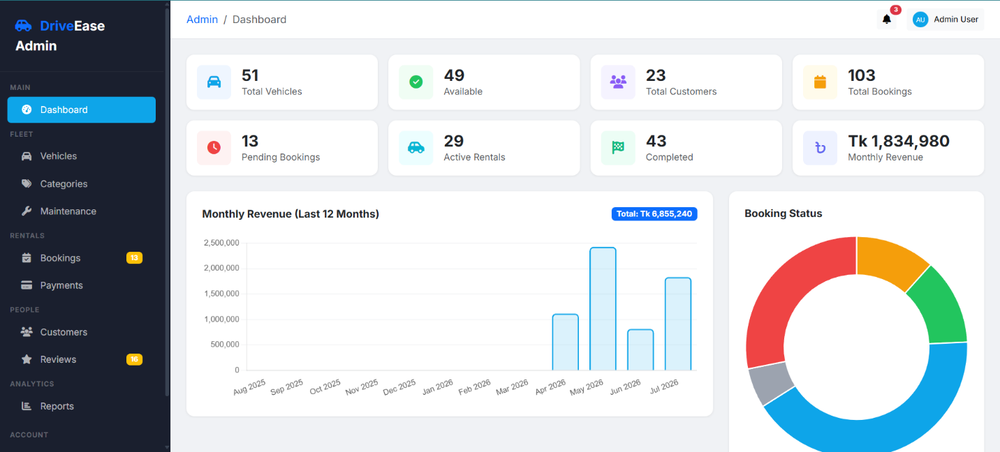 DriveEase
Admin
MAIN
Dashboard
FLEET
Vehicles
Categories
Maintenance
RENTALS
Bookings 13
Payments
PEOPLE
Customers
Reviews 16
ANALYTICS
Reports
ACCOUNT
Admin / Dashboard
3
AU Admin User
51
Total Vehicles
49
Available
23
Total Customers
103
Total Bookings
13
Pending Bookings
29
Active Rentals
43
Completed
৳
Tk 1,834,980
Monthly Revenue
Monthly Revenue (Last 12 Months)
Total: Tk 6,855,240
2,500,000
2,000,000
1,500,000
1,000,000
500,000
0
Aug 2025
Sep 2025
Oct 2025
Nov 2025
Dec 2025
Jan 2026
Feb 2026
Mar 2026
Apr 2026
May 2026
Jun 2026
Jul 2026
Booking Status